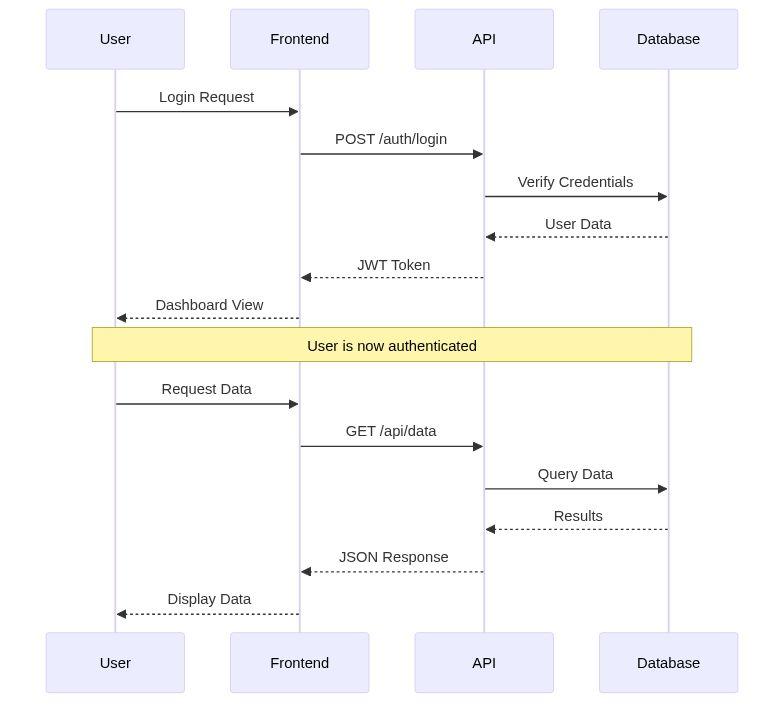 User
Frontend
API
Database
Login Request
POST /auth/login
Verify Credentials
User Data
JWT Token
Dashboard View
User is now authenticated
Request Data
GET /api/data
Query Data
Results
JSON Response
Display Data
User
Frontend
API
Database